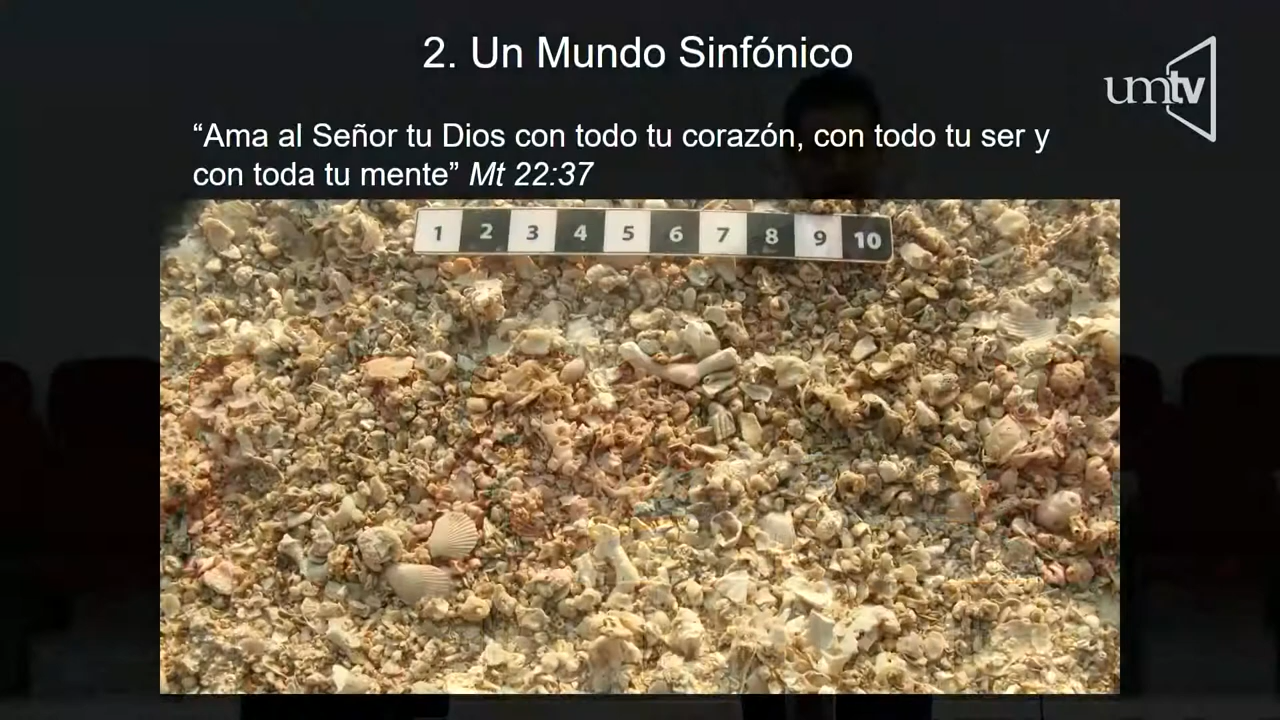 2. Un Mundo Sinfónico
umtv
“Ama al Señor tu Dios con todo tu corazón, con todo tu ser y
con toda tu mente” Mt 22:37
1 2 3 4 5 6 7 8 9 10